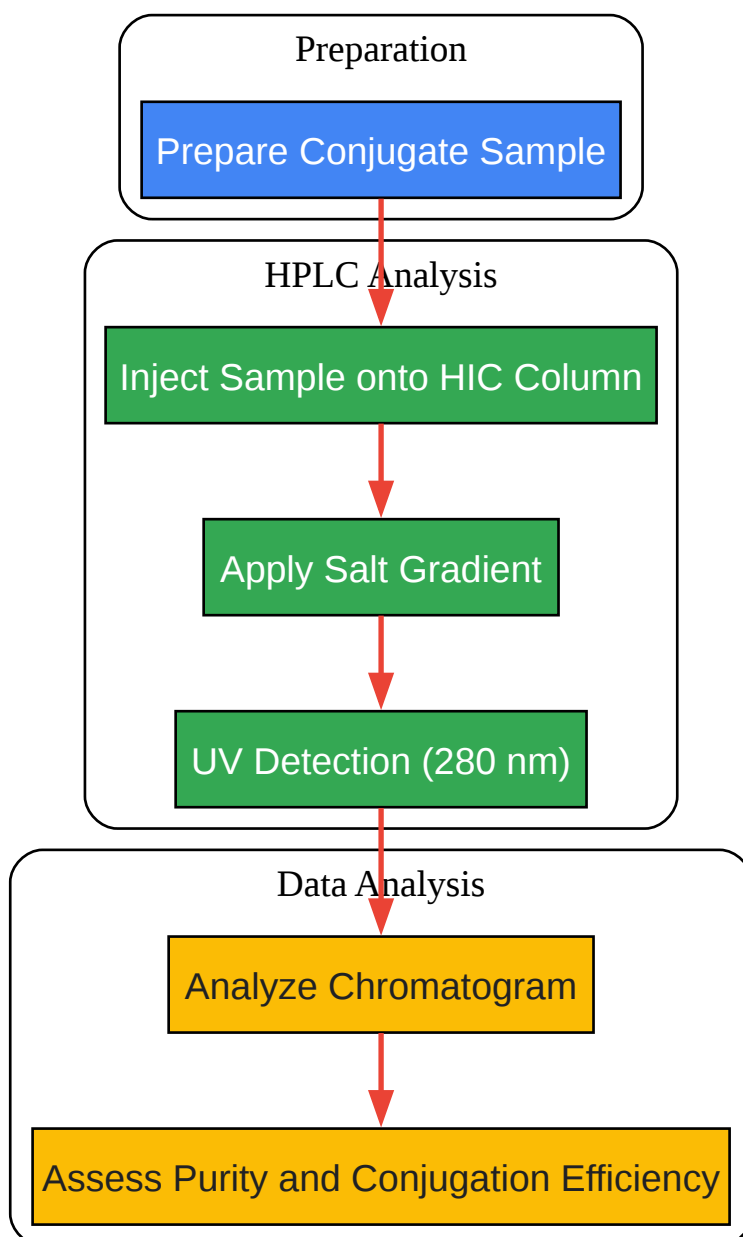 Preparation
Prepare Conjugate Sample
HPLC Analysis
Inject Sample onto HIC Column
Apply Salt Gradient
UV Detection (280 nm)
Data Analysis
Analyze Chromatogram
Assess Purity and Conjugation Efficiency